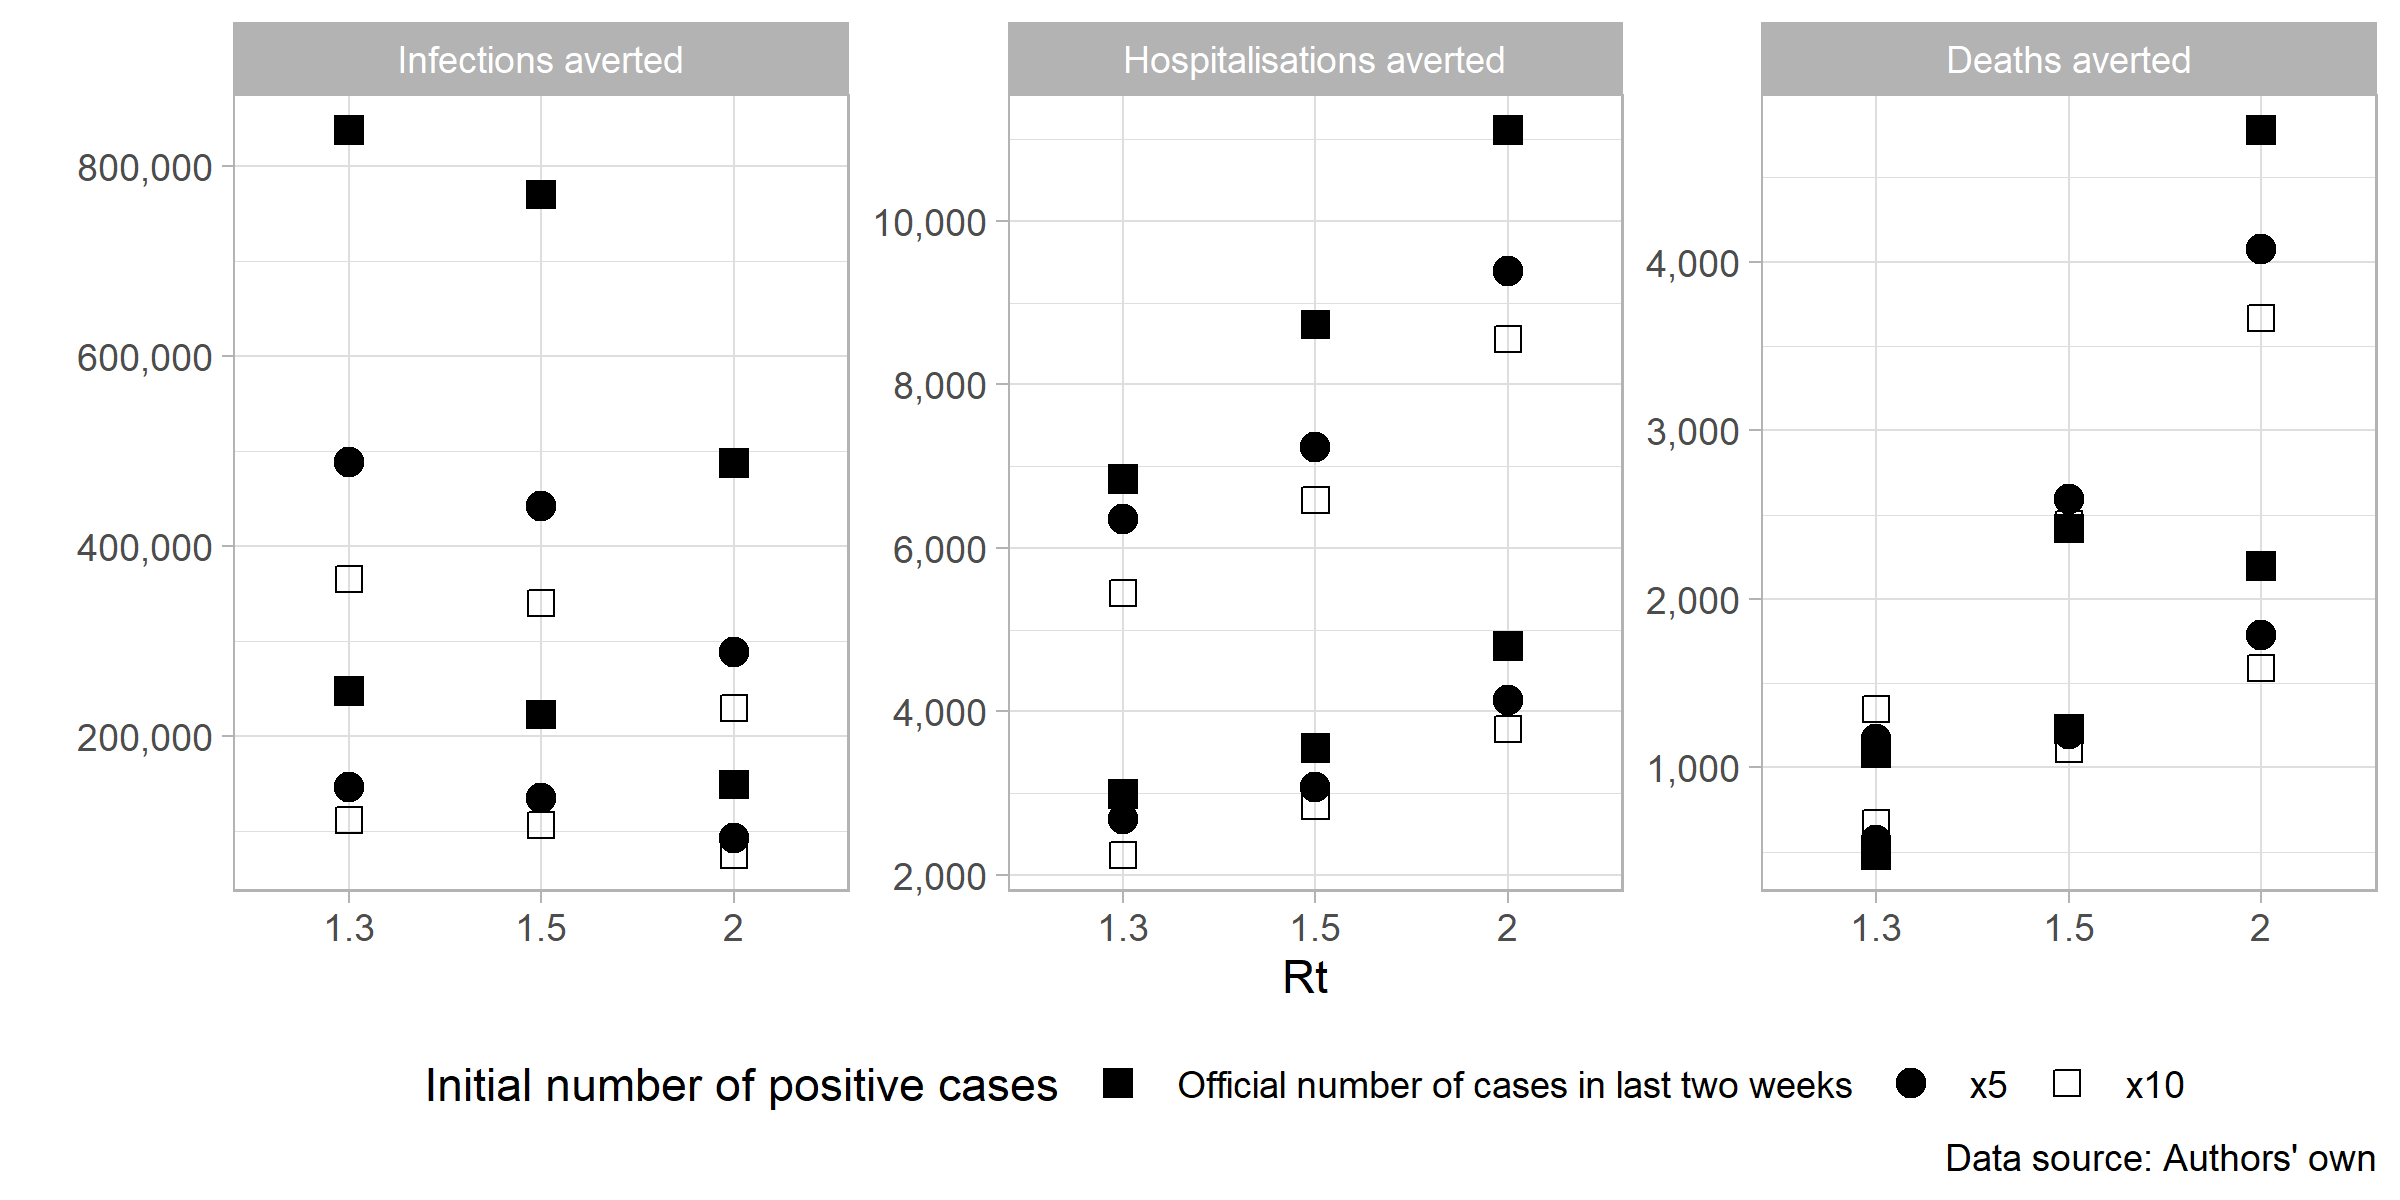 Infections averted
Hospitalisations averted
Deaths averted
800,000
600,000
400,000
200,000
10,000
8,000
6,000
4,000
2,000
4,000
3,000
2,000
1,000
1.3 1.5 2
1.3 1.5 2
1.3 1.5 2
Rt
Initial number of positive cases Official number of cases in last two weeks x5 x10
Data source: Authors' own